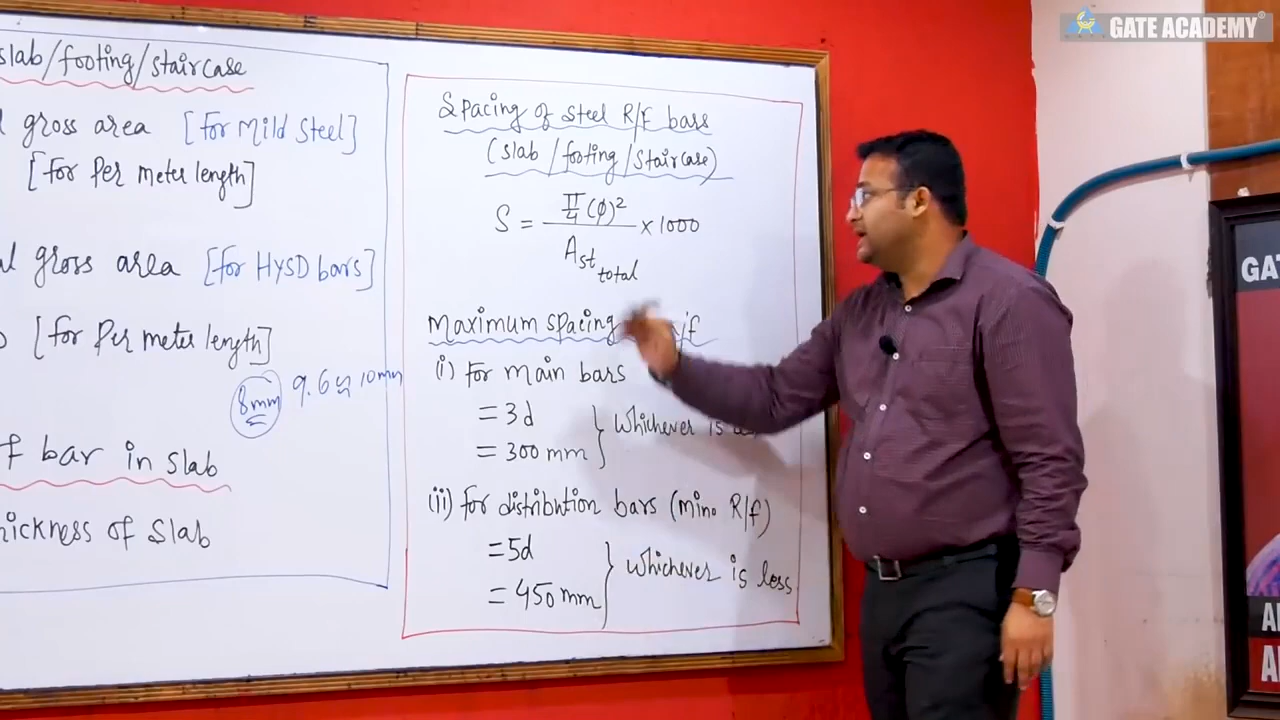 slab/footing/staircase
gross area [for Mild Steel]
[for Per meter length]
gross area [for HYSD bars]
[for Per meter length]
8mm 9.6 ≈ 10mm
bar in slab
of Slab
Spacing of steel R/f bars
(slab/footing/staircase)
S = π/4 (φ)² / Ast total × 1000
Maximum spacing
(i) for main bars
= 3d
= 300 mm } Whichever is
(ii) for distribution bars (min. R/f)
= 5d
= 450 mm } Whichever is less
GATE ACADEMY®
GAT